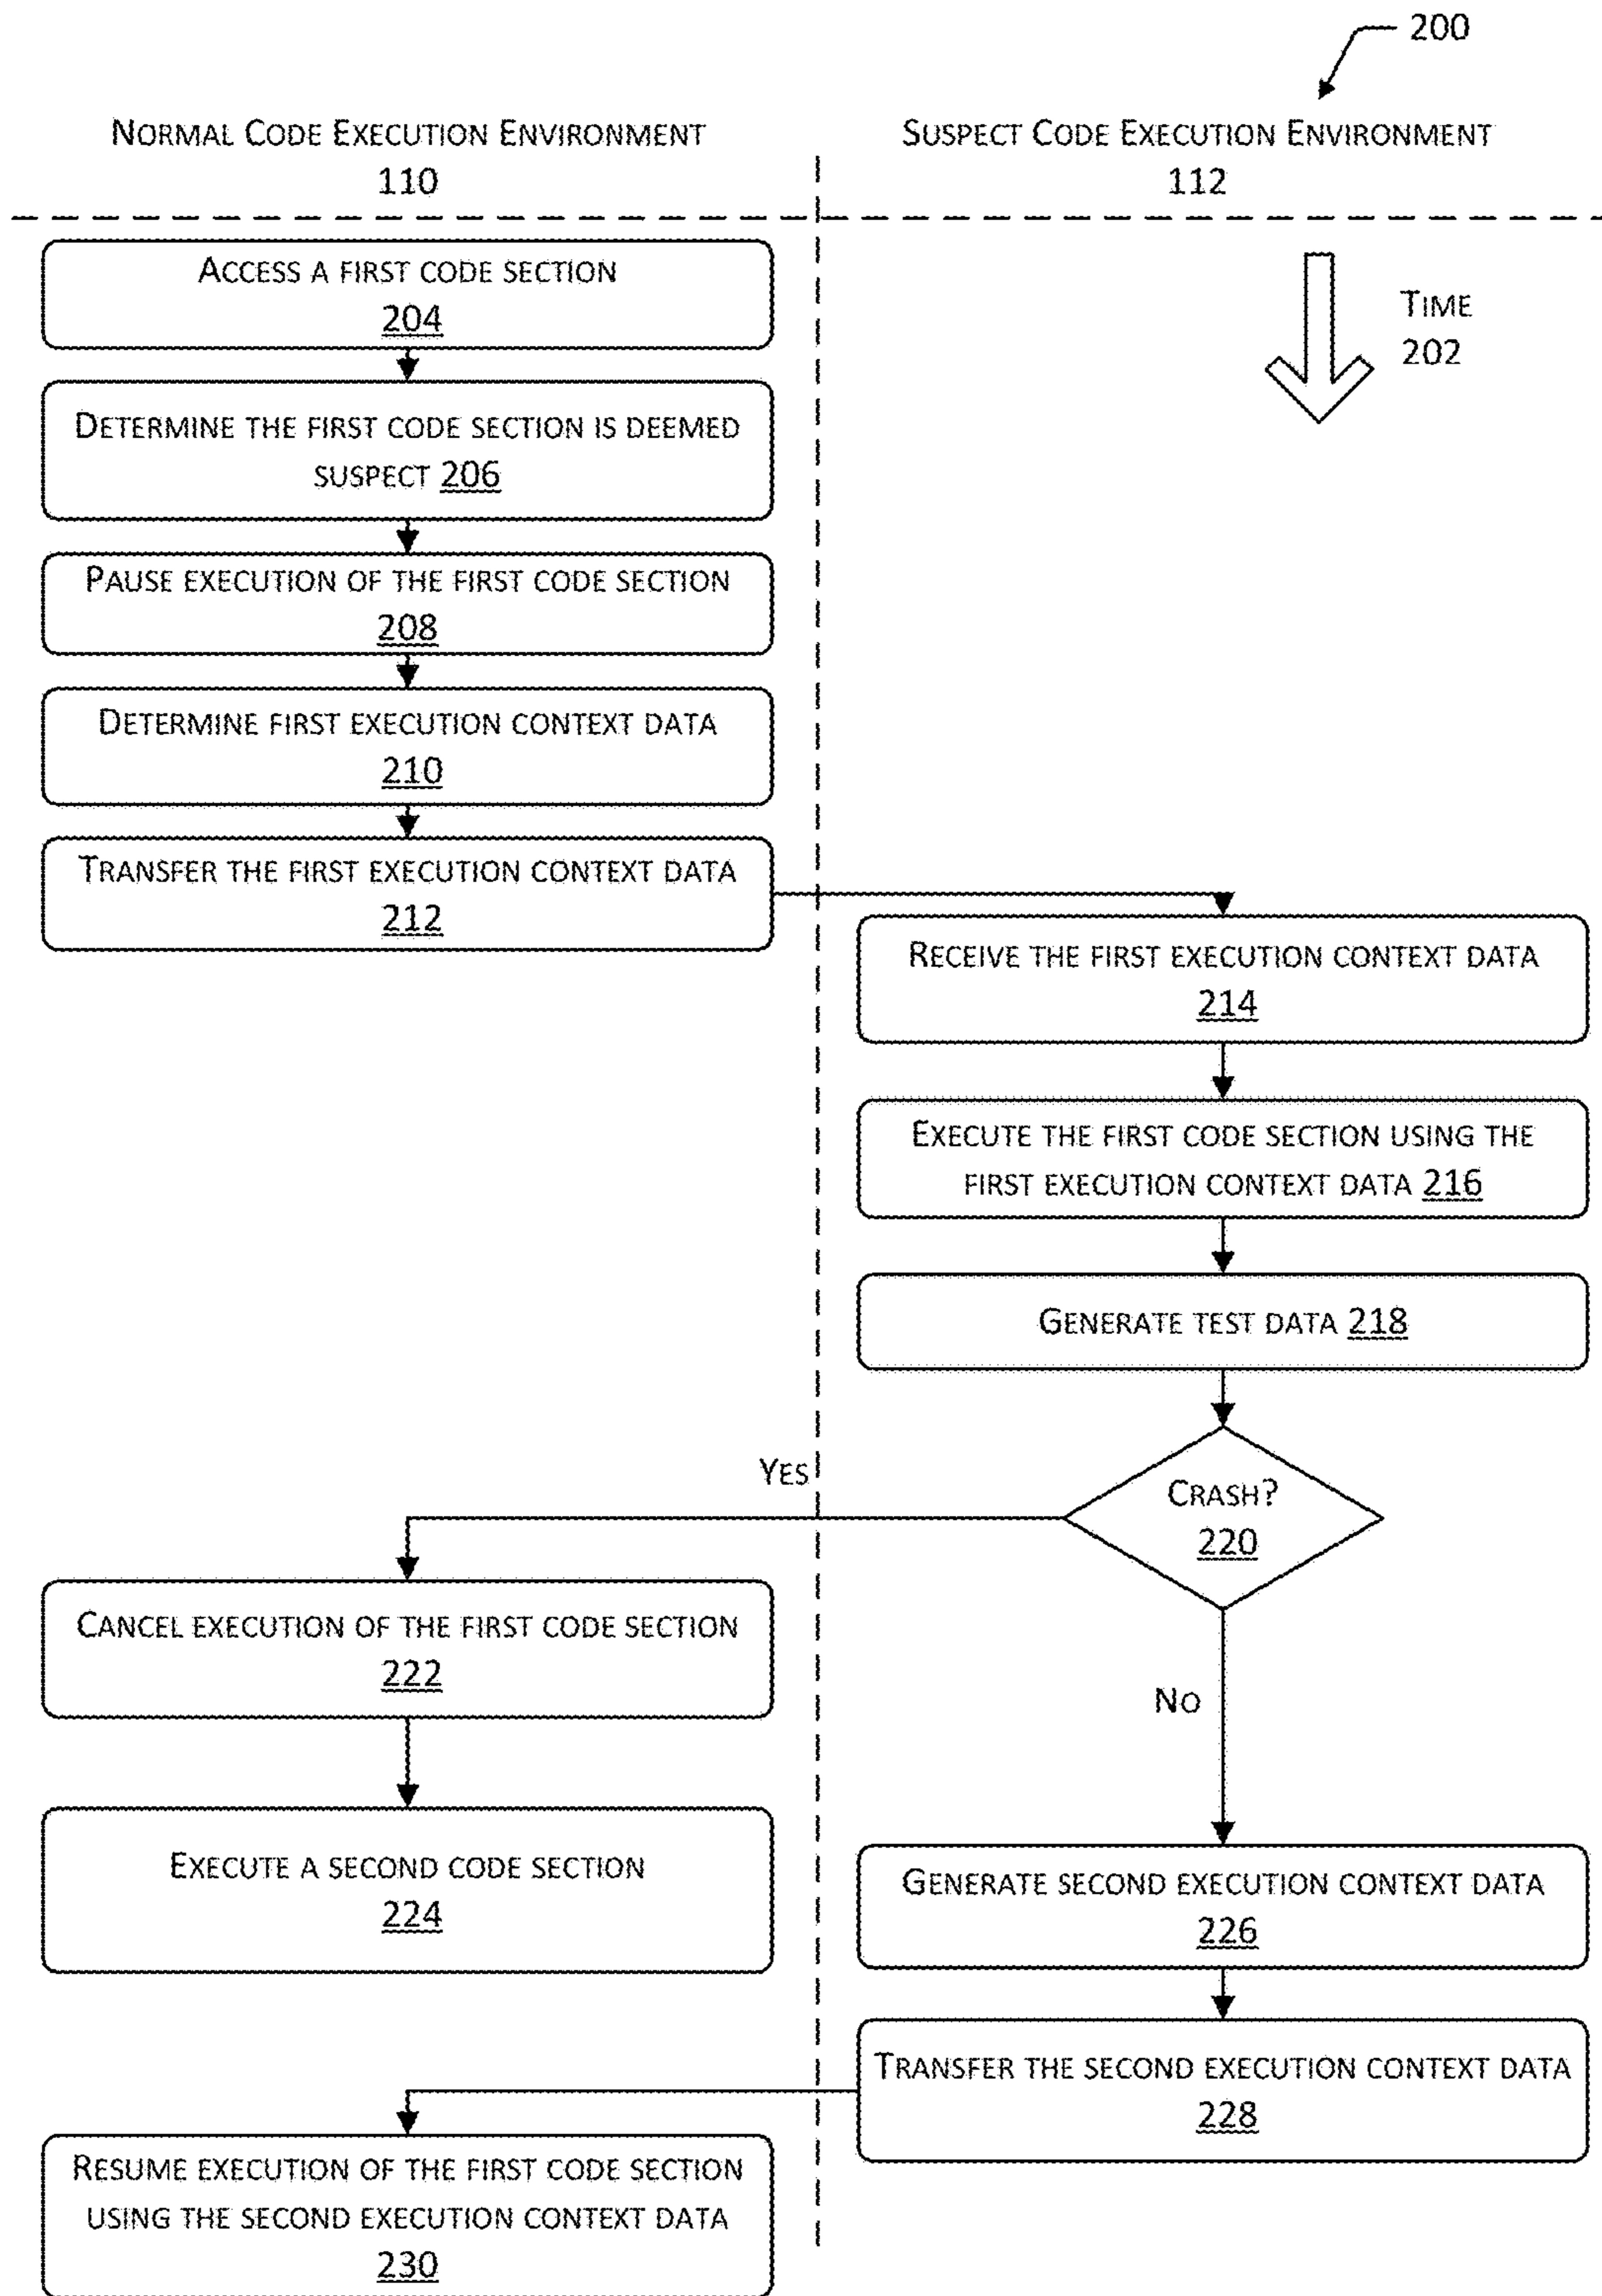 200
NORMAL CODE EXECUTION ENVIRONMENT
110
SUSPECT CODE EXECUTION ENVIRONMENT
112
ACCESS A FIRST CODE SECTION
204
TIME
202
DETERMINE THE FIRST CODE SECTION IS DEEMED
SUSPECT 206
PAUSE EXECUTION OF THE FIRST CODE SECTION
208
DETERMINE FIRST EXECUTION CONTEXT DATA
210
TRANSFER THE FIRST EXECUTION CONTEXT DATA
212
RECEIVE THE FIRST EXECUTION CONTEXT DATA
214
EXECUTE THE FIRST CODE SECTION USING THE
FIRST EXECUTION CONTEXT DATA 216
GENERATE TEST DATA 218
CRASH?
220
YES
CANCEL EXECUTION OF THE FIRST CODE SECTION
222
EXECUTE A SECOND CODE SECTION
224
NO
GENERATE SECOND EXECUTION CONTEXT DATA
226
TRANSFER THE SECOND EXECUTION CONTEXT DATA
228
RESUME EXECUTION OF THE FIRST CODE SECTION
USING THE SECOND EXECUTION CONTEXT DATA
230